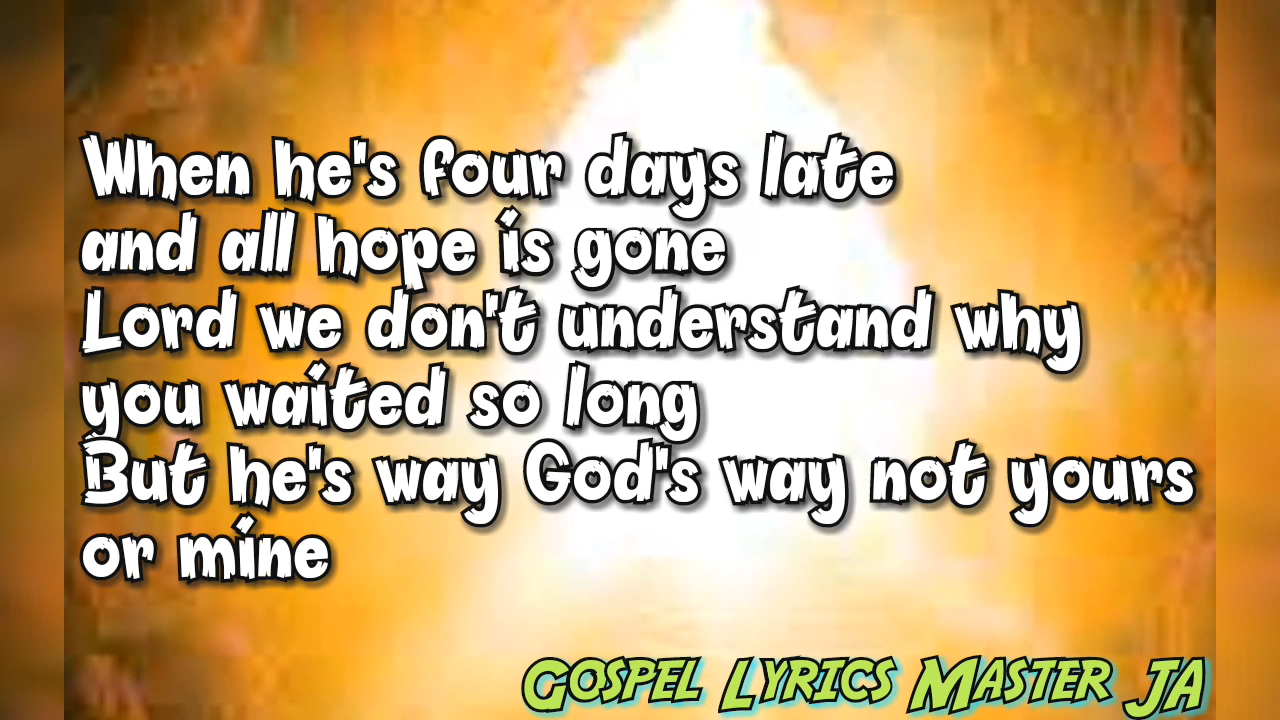 When he's four days late
and all hope is gone
Lord we don't understand why
you waited so long
But he's way God's way not yours
or mine
Gospel Lyrics Master JA